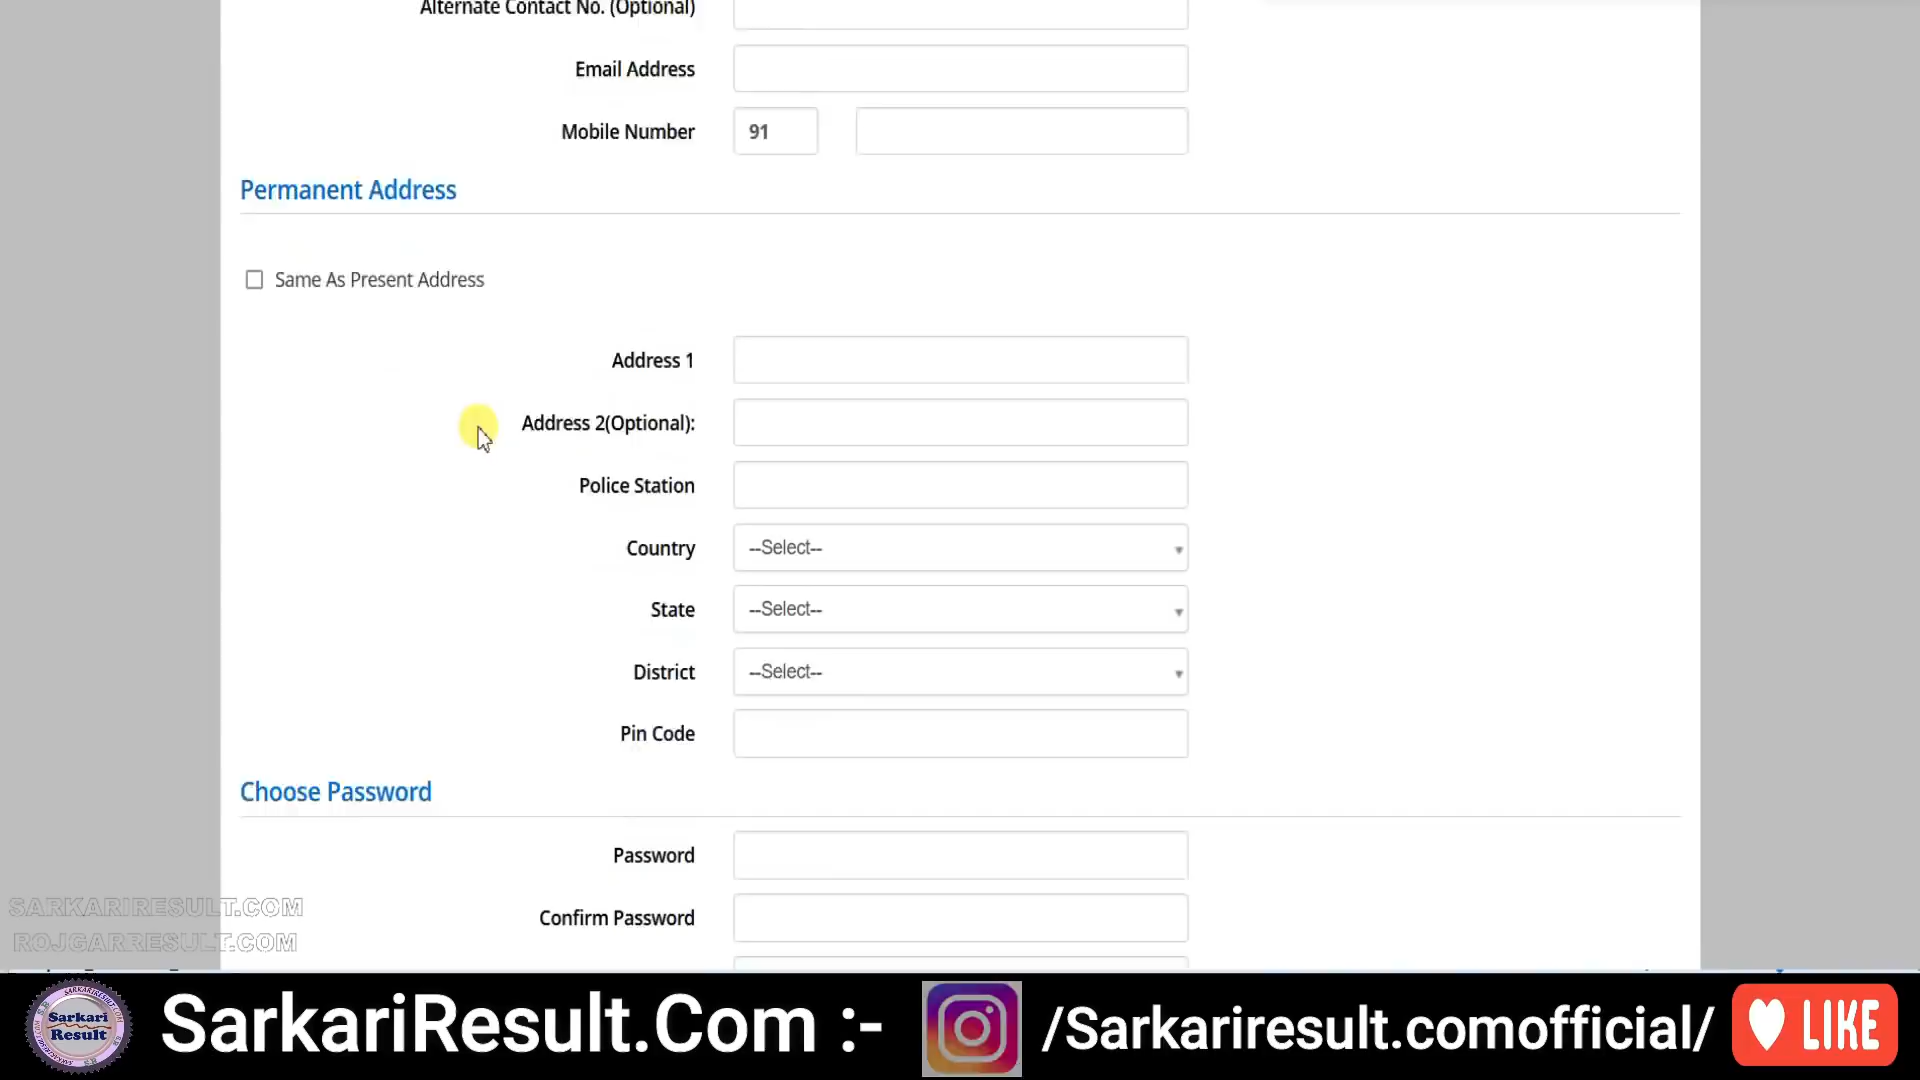 Alternate Contact No. (Optional)
Email Address
Mobile Number 91
Permanent Address
Same As Present Address
Address 1
Address 2(Optional):
Police Station
Country --Select--
State --Select--
District --Select--
Pin Code
Choose Password
Password
Confirm Password
SARKARIRESULT.COM
ROJGARRESULT.COM
Sarkari
Result
SarkariResult.Com :- /Sarkariresult.comofficial/ LIKE